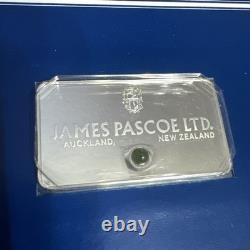 JAMES PASCOE LTD.
AUCKLAND, NEW ZEALAND